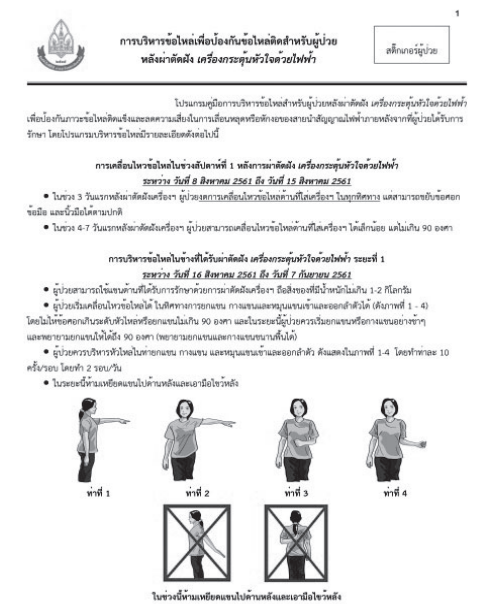 1
การบริหารข้อไหล่เพื่อป้องกันข้อไหล่ติดสำหรับผู้ป่วย
หลังผ่าตัดฝัง เครื่องกระตุ้นหัวใจด้วยไฟฟ้า
สติ๊กเกอร์ผู้ป่วย
โปรแกรมคู่มือการบริหารข้อไหล่สำหรับผู้ป่วยหลังผ่าตัดฝัง เครื่องกระตุ้นหัวใจด้วยไฟฟ้า
เพื่อป้องกันภาวะข้อไหล่ติดแข็งและลดความเสี่ยงในการเลื่อนหลุดหรือหักงอของสายนำสัญญาณไฟฟ้าภายหลังจากที่ผู้ป่วยได้รับการ
รักษา โดยโปรแกรมบริหารข้อไหล่มีรายละเอียดดังต่อไปนี้
การเคลื่อนไหวข้อไหล่ในช่วงสัปดาห์ที่ 1 หลังการผ่าตัดฝัง เครื่องกระตุ้นหัวใจด้วยไฟฟ้า
ระหว่าง วันที่ 8 สิงหาคม 2561 ถึง วันที่ 15 สิงหาคม 2561
● ในช่วง 3 วันแรกหลังผ่าตัดฝังเครื่องฯ ผู้ป่วยงดการเคลื่อนไหวข้อไหล่ด้านที่ใส่เครื่องฯ ในทุกทิศทาง แต่สามารถขยับข้อศอก
ข้อมือ และนิ้วมือได้ตามปกติ
● ในช่วง 4-7 วันแรกหลังผ่าตัดฝังเครื่องฯ ผู้ป่วยสามารถเคลื่อนไหวข้อไหล่ด้านที่ใส่เครื่องฯ ได้เล็กน้อย แต่ไม่เกิน 90 องศา
การบริหารข้อไหล่ในข้างที่ได้รับผ่าตัดฝัง เครื่องกระตุ้นหัวใจด้วยไฟฟ้า ระยะที่ 1
ระหว่าง วันที่ 16 สิงหาคม 2561 ถึง วันที่ 7 กันยายน 2561
● ผู้ป่วยสามารถใช้แขนด้านที่ได้รับการรักษาด้วยการผ่าตัดฝังเครื่องฯ ถือสิ่งของที่มีน้ำหนักไม่เกิน 1-2 กิโลกรัม
● ผู้ป่วยเริ่มเคลื่อนไหวข้อไหล่ได้ ในทิศทางการยกแขน กางแขนและหมุนแขนเข้าและออกลำตัวได้ (ดังภาพที่ 1 - 4)
โดยไม่ให้ข้อศอกเกินระดับหัวไหล่หรือยกแขนไม่เกิน 90 องศา และในระยะนี้ผู้ป่วยควรเริ่มยกแขนหรือกางแขนอย่างช้าๆ
และพยายามยกแขนให้ได้ถึง 90 องศา (พยายามยกแขนและกางแขนขนานพื้นได้)
● ผู้ป่วยควรบริหารหัวไหล่ในท่ายกแขน กางแขน และหมุนแขนเข้าและออกลำตัว ดังแสดงในภาพที่ 1-4 โดยทำท่าละ 10
ครั้ง/รอบ โดยทำ 2 รอบ/วัน
● ในระยะนี้ห้ามเหยียดแขนไปด้านหลังและเอามือไขว้หลัง
ท่าที่ 1
ท่าที่ 2
ท่าที่ 3
ท่าที่ 4
ในช่วงนี้ห้ามเหยียดแขนไปด้านหลังและเอามือไขว้หลัง